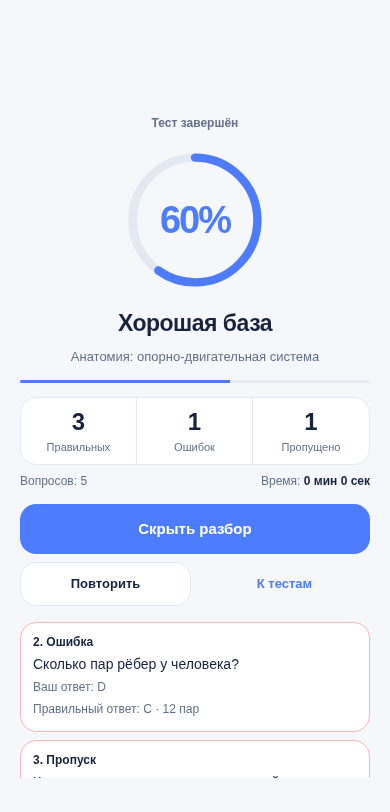 Тест завершён
60%
Хорошая база
Анатомия: опорно-двигательная система
3
Правильных
1
Ошибок
1
Пропущено
Вопросов: 5
Время: 0 мин 0 сек
Скрыть разбор
Повторить
К тестам
2. Ошибка
Сколько пар рёбер у человека?
Ваш ответ: D
Правильный ответ: C · 12 пар
3. Пропуск